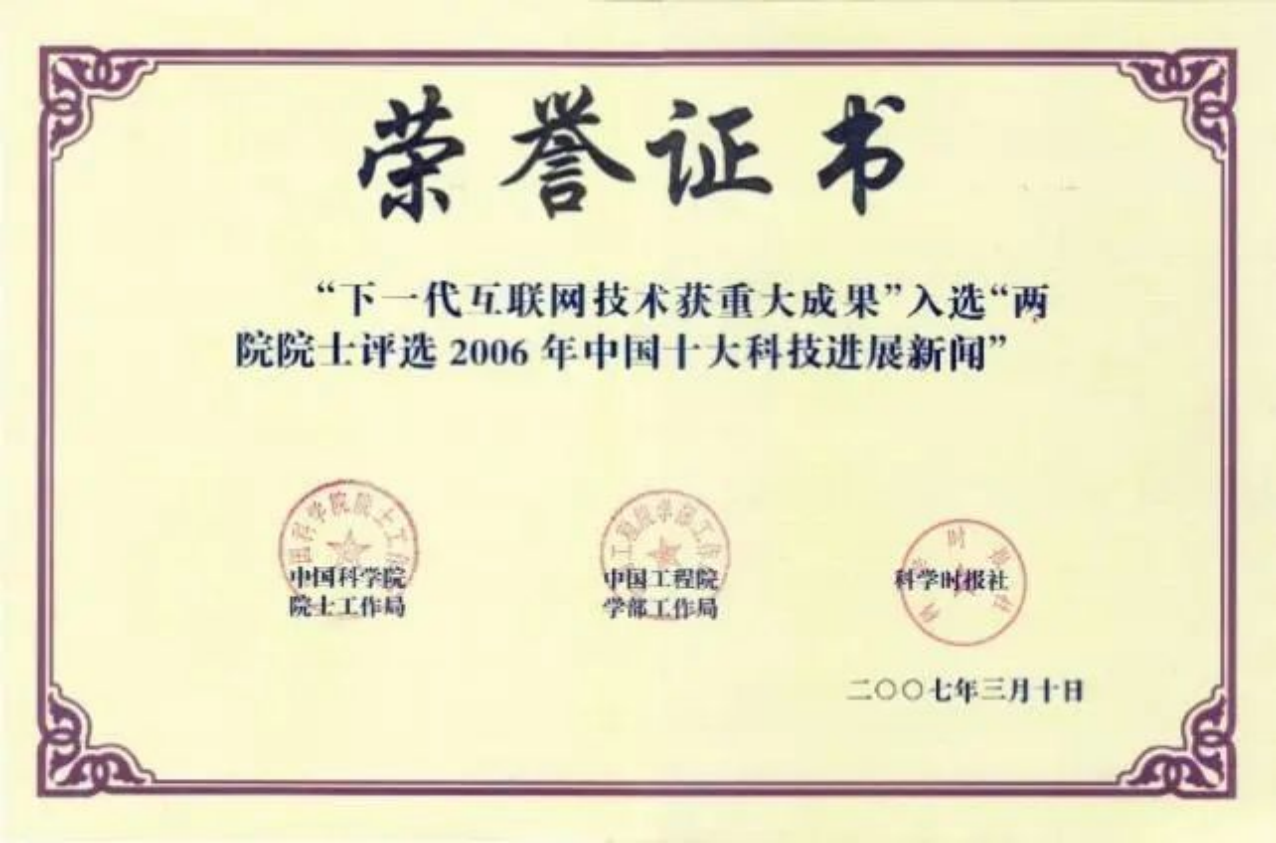 荣誉证书
“下一代互联网技术获重大成果”入选“两
院院士评选 2006 年中国十大科技进展新闻”
中国科学院
院士工作局
中国工程院
学部工作局
科学时报社
二〇〇七年三月十日